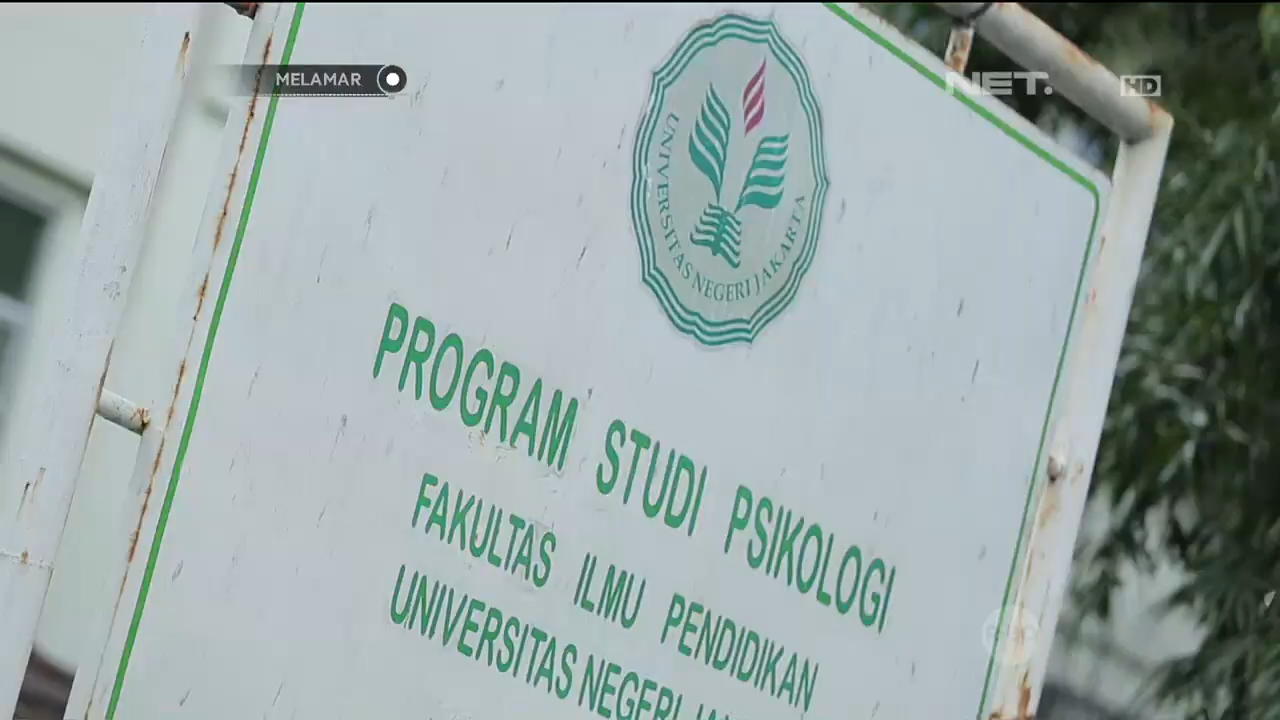 MELAMAR
NET.
HD
UNIVERSITAS NEGERI JAKARTA
PROGRAM STUDI PSIKOLOGI
FAKULTAS ILMU PENDIDIKAN
UNIVERSITAS NEGERI